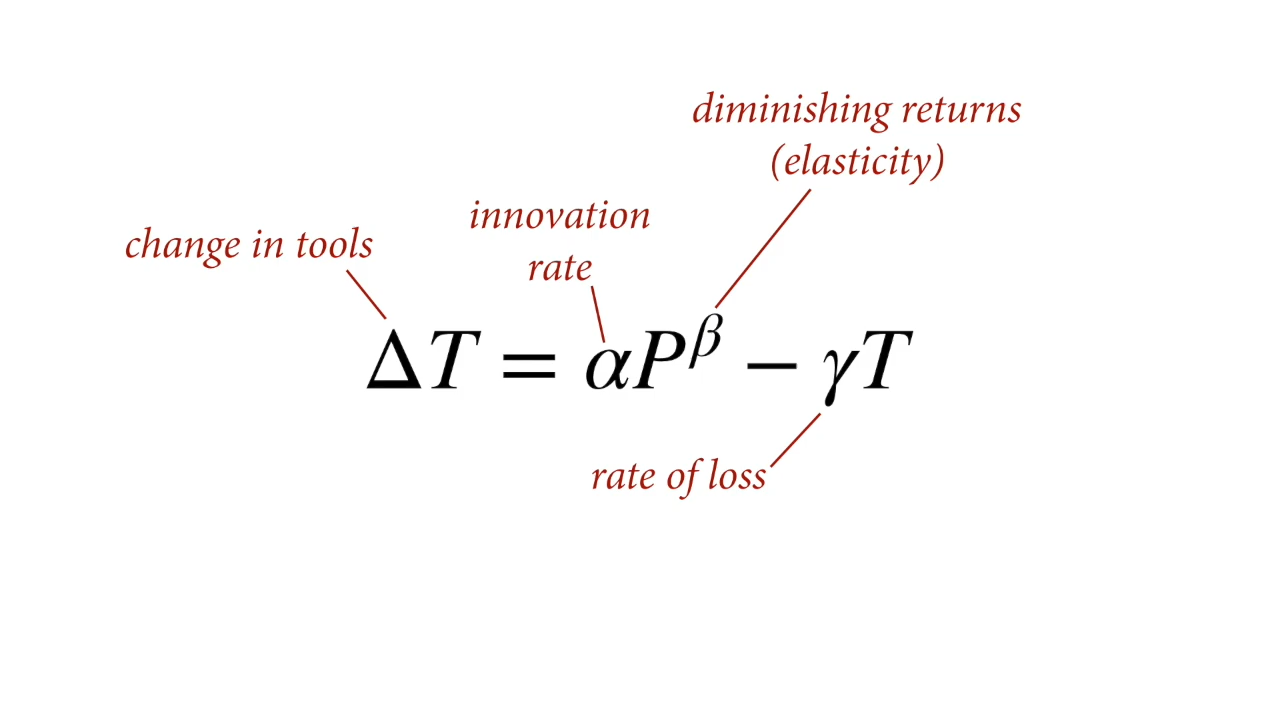 diminishing returns
(elasticity)
innovation
rate
change in tools
ΔT = αP^β − γT
rate of loss